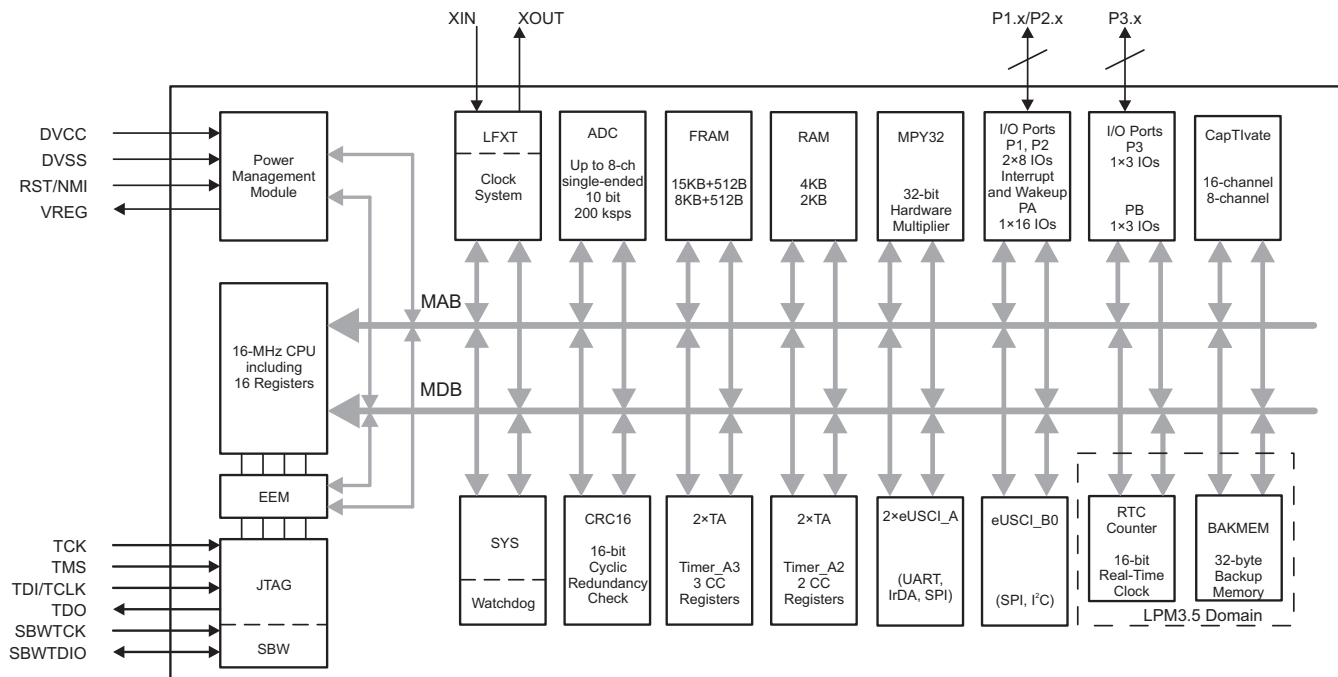 XIN
XOUT
P1.x/P2.x
P3.x
DVCC
DVSS
RST/NMI
VREG
Power
Management
Module
LFXT
Clock
System
ADC
Up to 8-ch
single-ended
10 bit
200 ksps
FRAM
15KB+512B
8KB+512B
RAM
4KB
2KB
MPY32
32-bit
Hardware
Multiplier
I/O Ports
P1, P2
2×8 IOs
Interrupt
and Wakeup
PA
1×16 IOs
I/O Ports
P3
1×3 IOs
PB
1×3 IOs
CapTIvate
16-channel
8-channel
MAB
16-MHz CPU
including
16 Registers
MDB
EEM
TCK
TMS
TDI/TCLK
TDO
SBWTCK
SBWTDIO
JTAG
SBW
SYS
Watchdog
CRC16
16-bit
Cyclic
Redundancy
Check
2×TA
Timer_A3
3 CC
Registers
2×TA
Timer_A2
2 CC
Registers
2×eUSCI_A
(UART,
IrDA, SPI)
eUSCI_B0
(SPI, I²C)
RTC
Counter
16-bit
Real-Time
Clock
BAKMEM
32-byte
Backup
Memory
LPM3.5 Domain